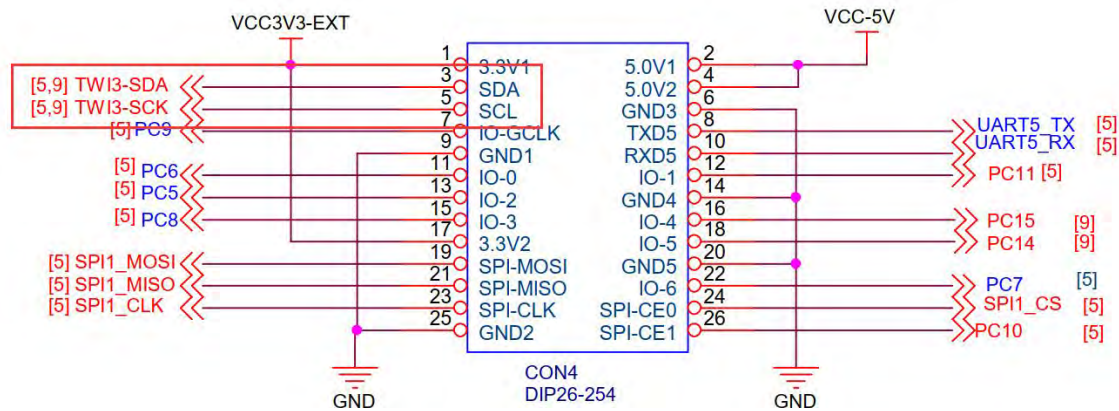 VCC3V3-EXT
VCC-5V
1 3.3V1 5.0V1 2
[5,9] TWI3-SDA 3 SDA 5.0V2 4
[5,9] TWI3-SCK 5 SCL GND3 6
[5] PC9 7 IO-GCLK TXD5 8 UART5_TX [5]
9 GND1 RXD5 10 UART5_RX [5]
[5] PC6 11 IO-0 IO-1 12 PC11 [5]
[5] PC5 13 IO-2 GND4 14
[5] PC8 15 IO-3 IO-4 16 PC15 [9]
17 3.3V2 IO-5 18 PC14 [9]
[5] SPI1_MOSI 19 SPI-MOSI GND5 20
[5] SPI1_MISO 21 SPI-MISO IO-6 22 PC7 [5]
[5] SPI1_CLK 23 SPI-CLK SPI-CE0 24 SPI1_CS [5]
25 GND2 SPI-CE1 26 PC10 [5]
CON4
DIP26-254
GND
GND